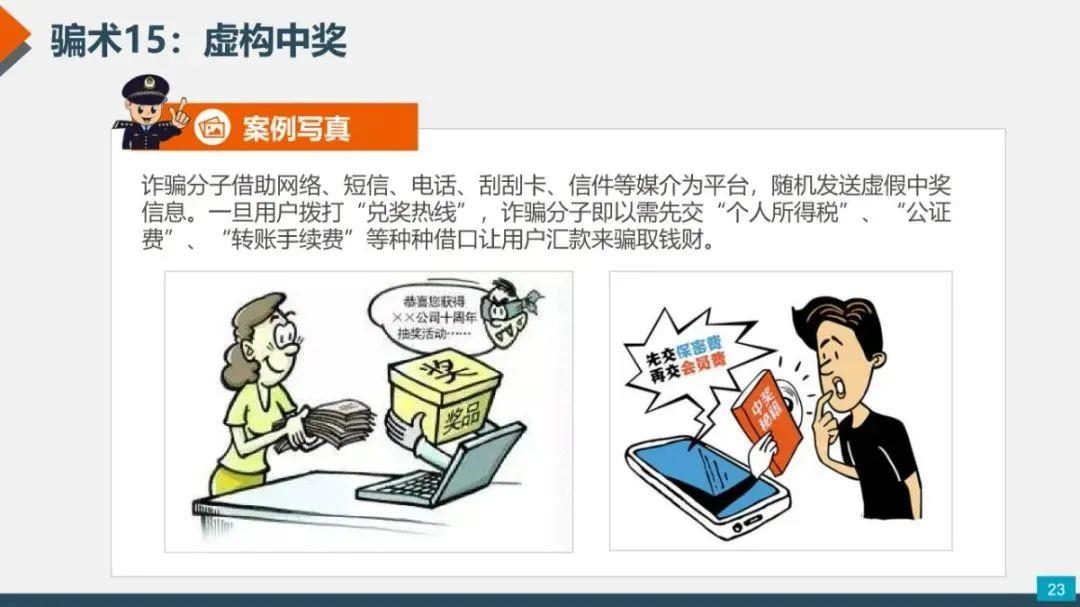 骗术15：虚构中奖
案例写真
诈骗分子借助网络、短信、电话、刮刮卡、信件等媒介为平台，随机发送虚假中奖
信息。一旦用户拨打“兑奖热线”，诈骗分子即以需先交“个人所得税”、“公证
费”、“转账手续费”等种种借口让用户汇款来骗取钱财。
恭喜您获得
××公司十周年
抽奖活动……
奖
奖品
先交保密费
再交会员费
中奖
秘籍
23